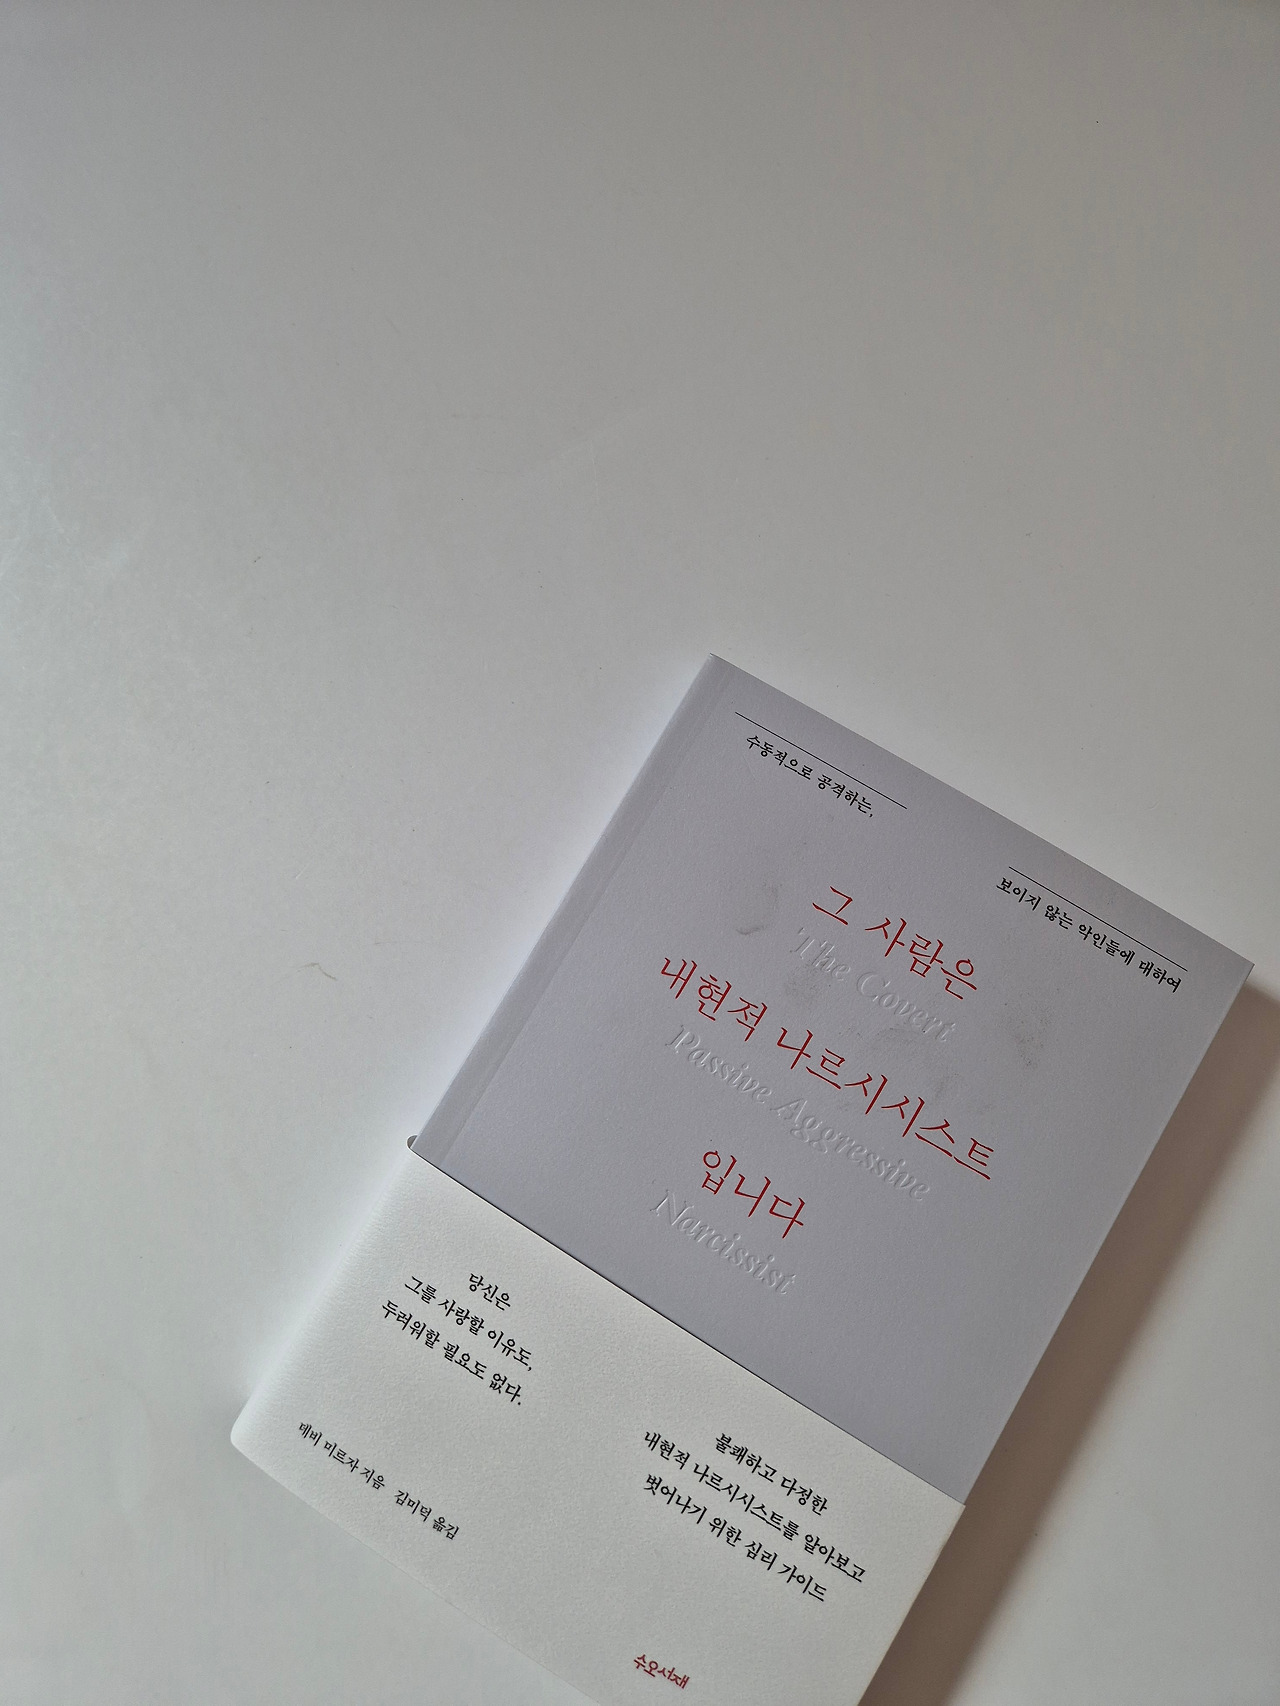 수동적으로 공격하는,
보이지 않는 악인들에 대하여
그 사람은
The Covert
내현적 나르시시스트
Passive Aggressive
입니다
Narcissist
당신은
그를 사랑할 이유도,
두려워할 필요도 없다.
데비 미르자 지음 김미덕 옮김
불쾌하고 다정한
내현적 나르시시스트를 알아보고
벗어나기 위한 심리 가이드
수오서재